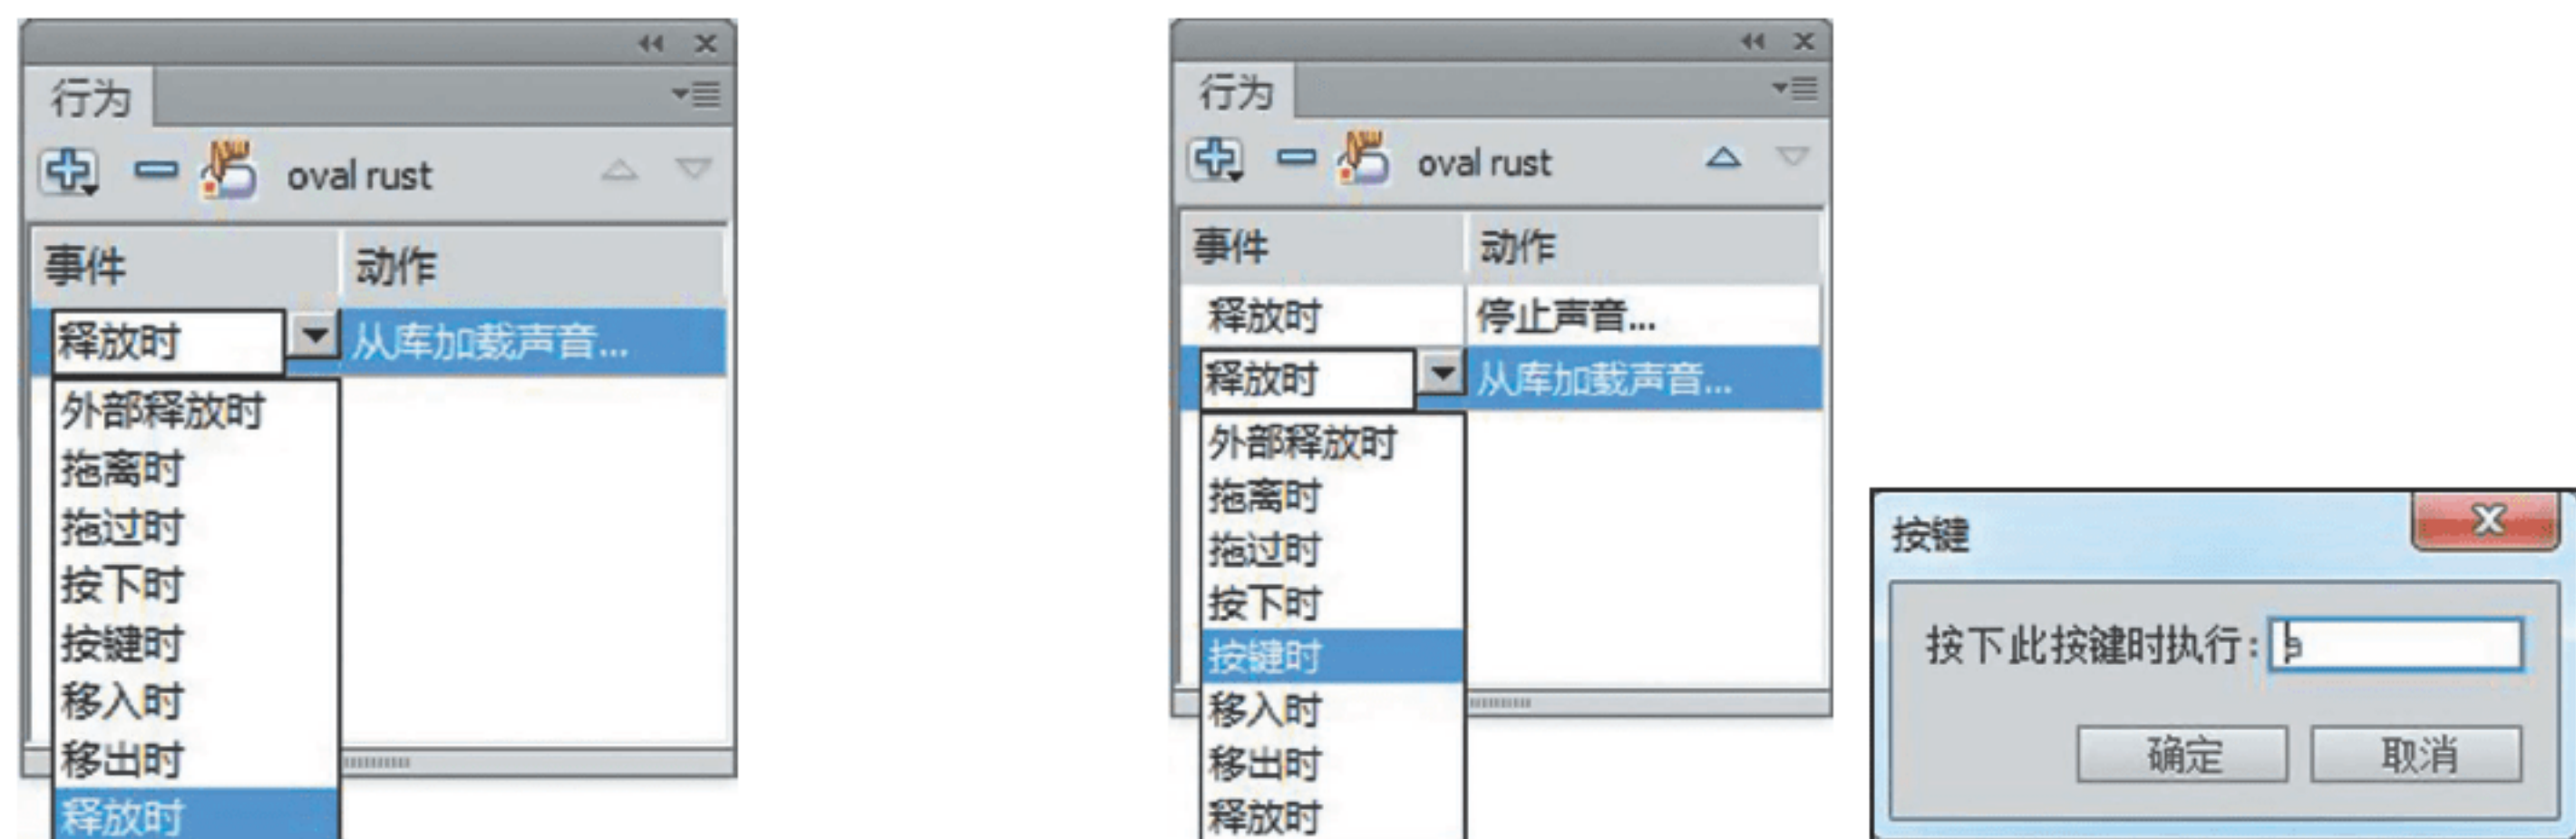 行为
oval rust
事件 动作
释放时 从库加载声音...
外部释放时
拖离时
拖过时
按下时
按键时
移入时
移出时
释放时
行为
oval rust
事件 动作
释放时 停止声音...
释放时 从库加载声音...
外部释放时
拖离时
拖过时
按下时
按键时
移入时
移出时
释放时
按键
按下此按键时执行:
确定 取消